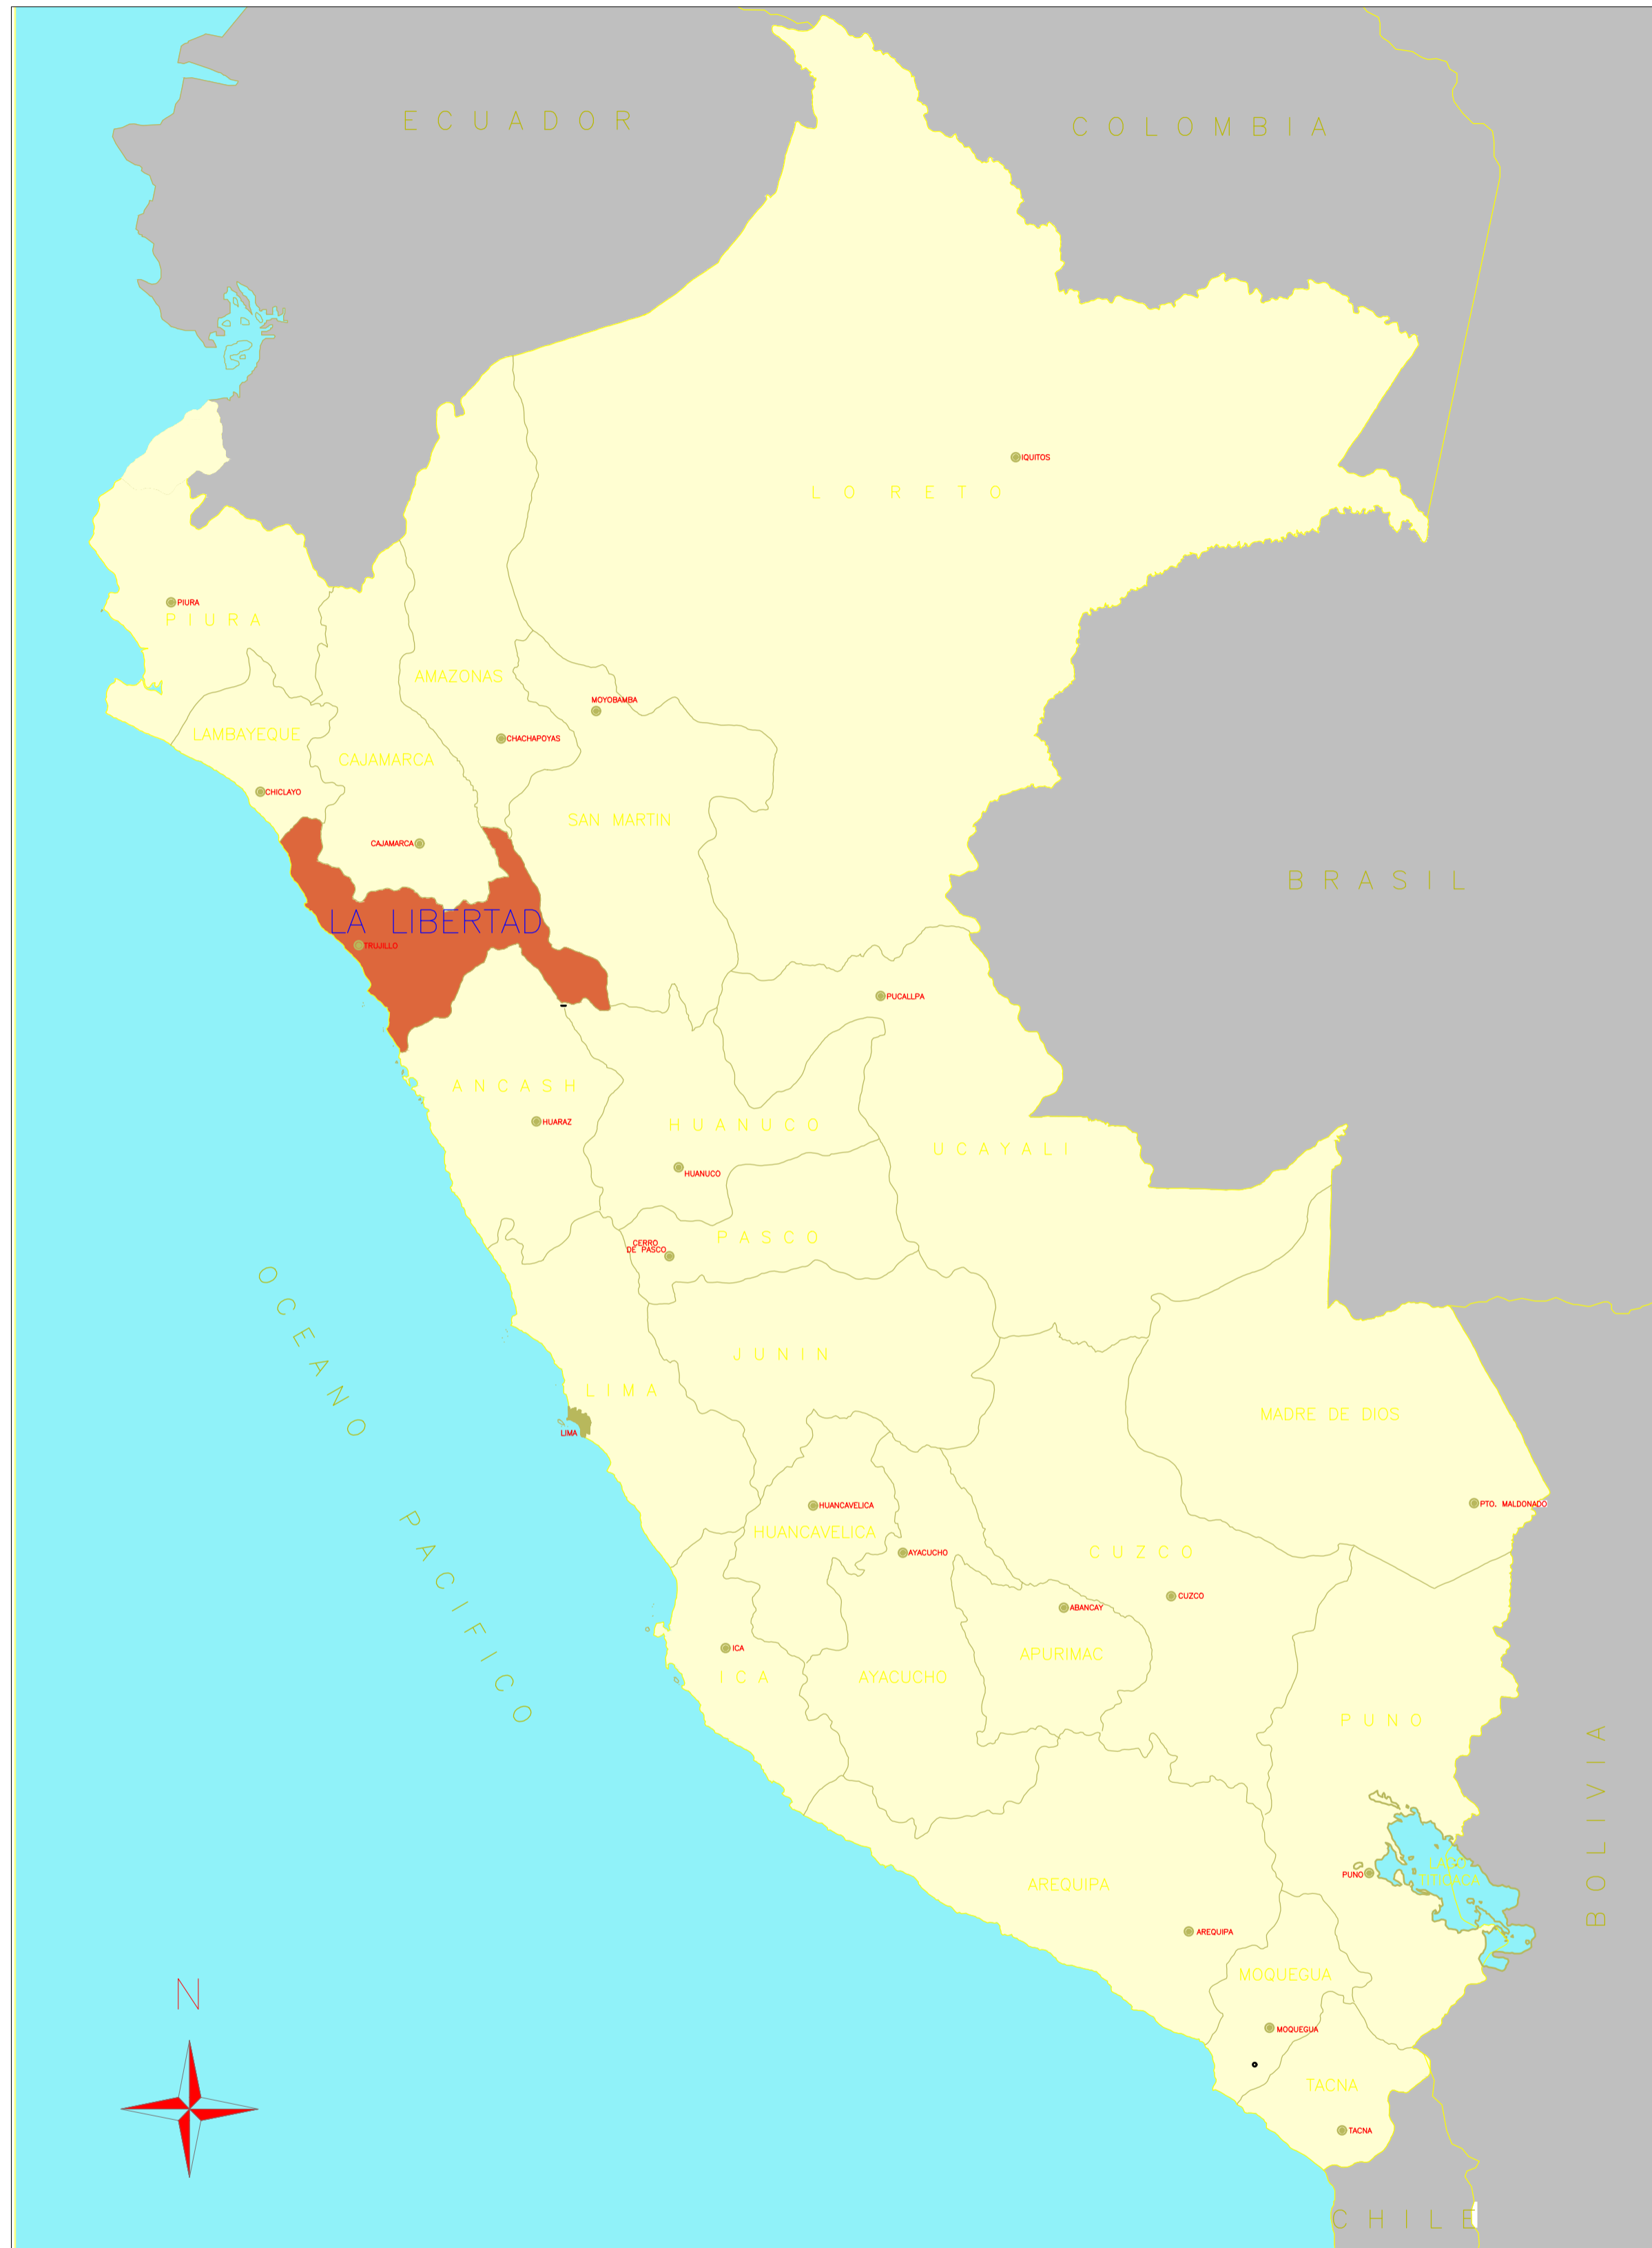 E C U A D O R
C O L O M B I A
IQUITOS
L O R E T O
PIURA
P I U R A
AMAZONAS
MOYOBAMBA
LAMBAYEQUE
CHACHAPOYAS
CAJAMARCA
CHICLAYO
SAN MARTIN
CAJAMARCA
B R A S I L
LA LIBERTAD
TRUJILLO
PUCALLPA
A N C A S H
HUARAZ
H U A N U C O
U C A Y A L I
HUANUCO
P A S C O
CERRO
DE PASCO
O C E A N O P A C I F I C O
J U N I N
L I M A
LIMA
MADRE DE DIOS
HUANCAVELICA
PTO. MALDONADO
HUANCAVELICA
AYACUCHO
C U Z C O
CUZCO
ABANCAY
ICA
APURIMAC
I C A
AYACUCHO
P U N O
B O L I V I A
LAGO
TITICACA
PUNO
AREQUIPA
AREQUIPA
MOQUEGUA
N
MOQUEGUA
TACNA
TACNA
C H I L E